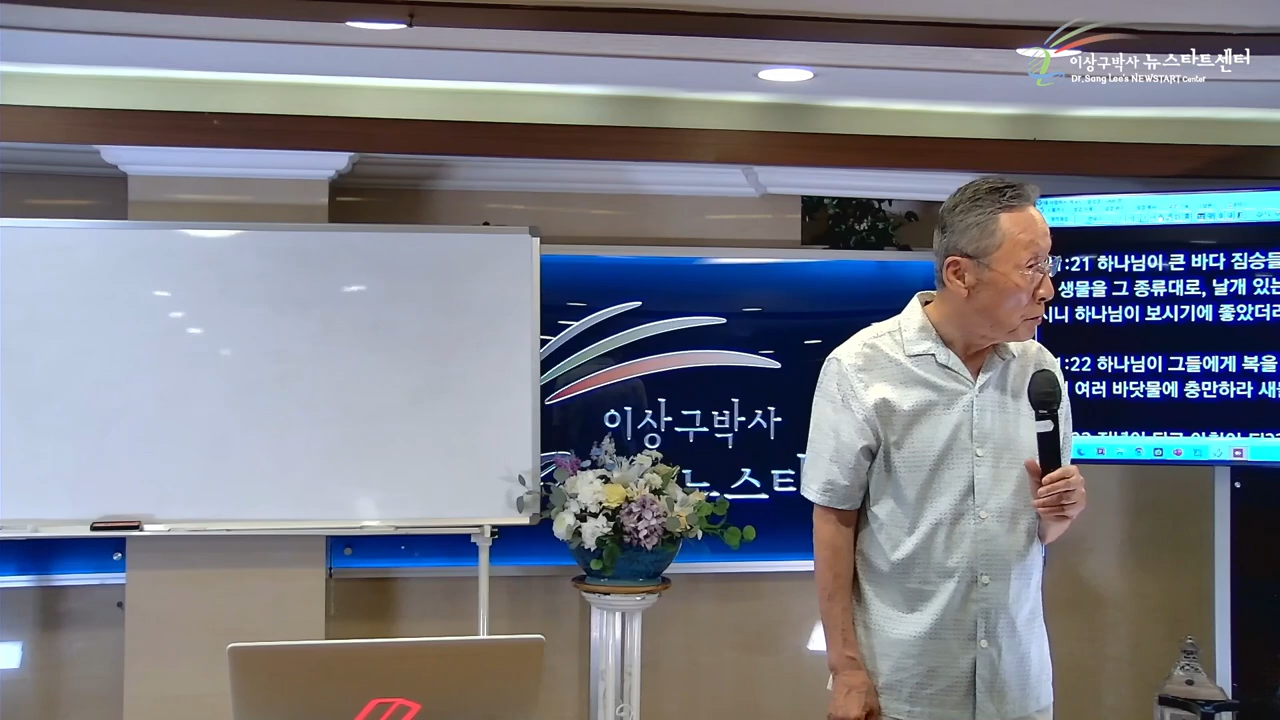 이상구박사 뉴스타트센터
Dr.Sang Lee's NEWSTART Center
:21 하나님이 큰 바다 짐승들
생물을 그 종류대로, 날개 있는
시니 하나님이 보시기에 좋았더라
1:22 하나님이 그들에게 복을
여러 바닷물에 충만하라
이상구박사
뉴스타